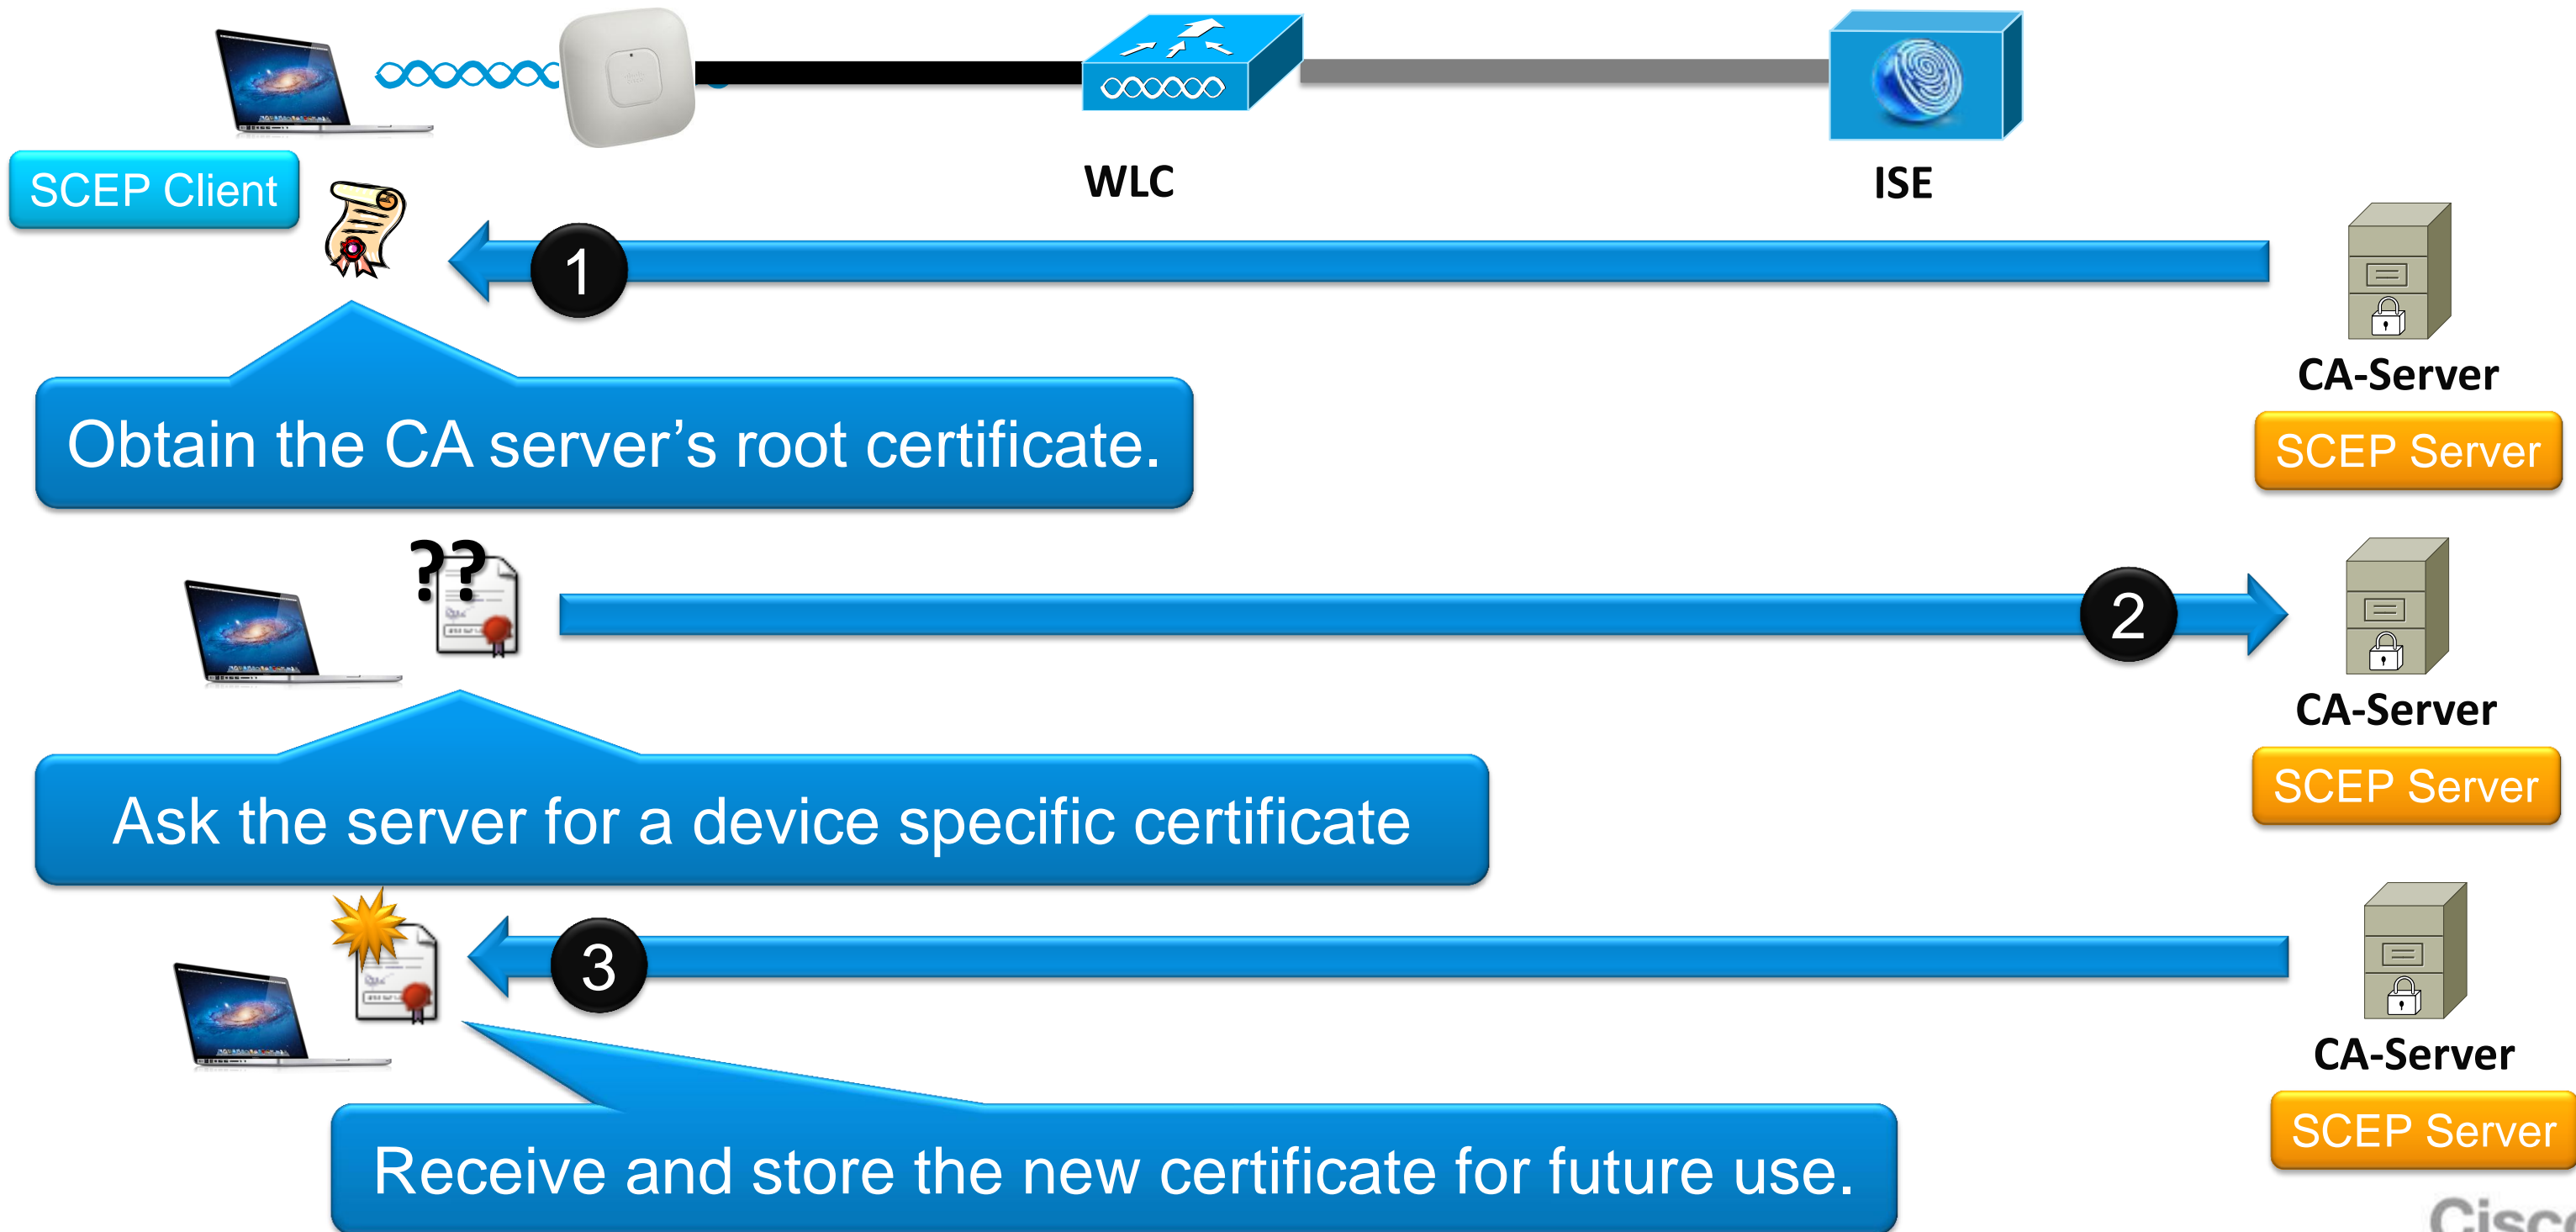 WLC
ISE
SCEP Client
1
CA-Server
SCEP Server
Obtain the CA server’s root certificate.
??
2
CA-Server
SCEP Server
Ask the server for a device specific certificate
3
CA-Server
SCEP Server
Receive and store the new certificate for future use.